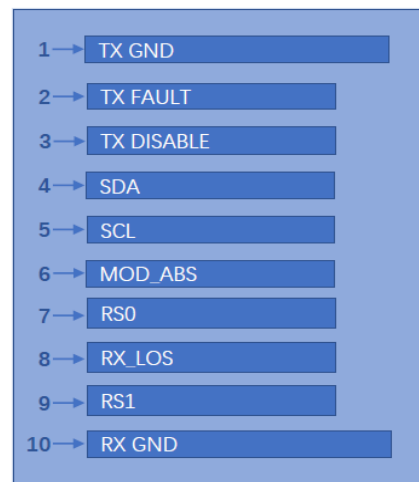 1 TX GND
2 TX FAULT
3 TX DISABLE
4 SDA
5 SCL
6 MOD_ABS
7 RS0
8 RX_LOS
9 RS1
10 RX GND